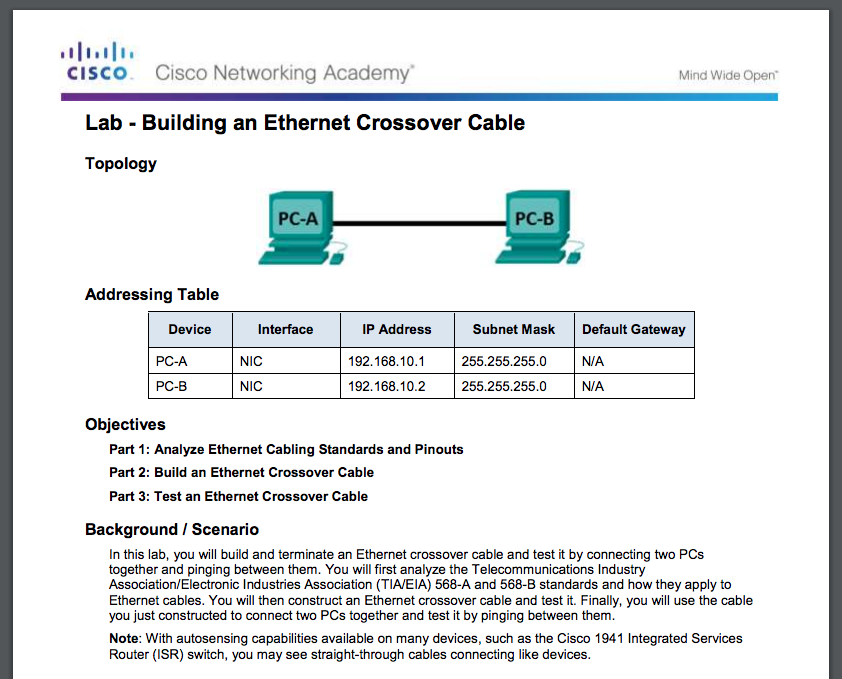 CISCO
Cisco Networking Academy®
Mind Wide Open®
Lab - Building an Ethernet Crossover Cable
Topology
PC-A
PC-B
Addressing Table
Device Interface IP Address Subnet Mask Default Gateway
PC-A NIC 192.168.10.1 255.255.255.0 N/A
PC-B NIC 192.168.10.2 255.255.255.0 N/A
Objectives
Part 1: Analyze Ethernet Cabling Standards and Pinouts
Part 2: Build an Ethernet Crossover Cable
Part 3: Test an Ethernet Crossover Cable
Background / Scenario
In this lab, you will build and terminate an Ethernet crossover cable and test it by connecting two PCs
together and pinging between them. You will first analyze the Telecommunications Industry
Association/Electronic Industries Association (TIA/EIA) 568-A and 568-B standards and how they apply to
Ethernet cables. You will then construct an Ethernet crossover cable and test it. Finally, you will use the cable
you just constructed to connect two PCs together and test it by pinging between them.
Note: With autosensing capabilities available on many devices, such as the Cisco 1941 Integrated Services
Router (ISR) switch, you may see straight-through cables connecting like devices.